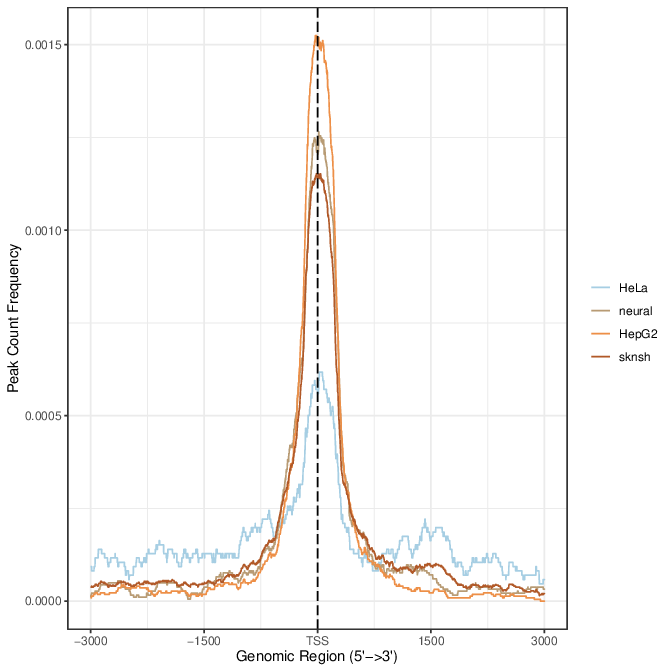 0.0015
0.0010
0.0005
0.0000
Peak Count Frequency
−3000 −1500 TSS 1500 3000
Genomic Region (5'−>3')
HeLa
neural
HepG2
sknsh